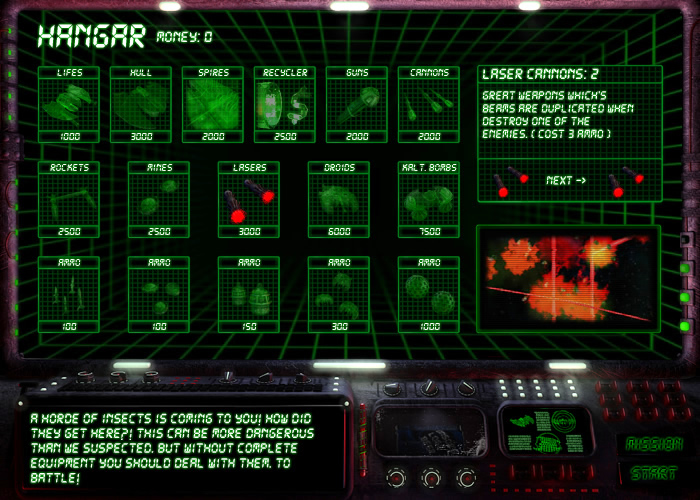 HANGAR MONEY: 0
LIFES HULL SPIRES RECYCLER GUNS CANNONS
1000 3000 2000 2500 2000 2000
LASER CANNONS: 2
GREAT WEAPONS WHICH'S
BEAMS ARE DUPLICATED WHEN
DESTROY ONE OF THE
ENEMIES. ( COST 3 AMMO )
NEXT ->
ROCKETS MINES LASERS DROIDS KALT. BOMBS
2500 2500 3000 6000 7500
AMMO AMMO AMMO AMMO AMMO
100 100 150 300 1000
A HORDE OF INSECTS IS COMING TO YOU! HOW DID
THEY GET HERE?! THIS CAN BE MORE DANGEROUS
THAN WE SUSPECTED. BUT WITHOUT COMPLETE
EQUIPMENT YOU SHOULD DEAL WITH THEM. TO
BATTLE!
MISSION
START